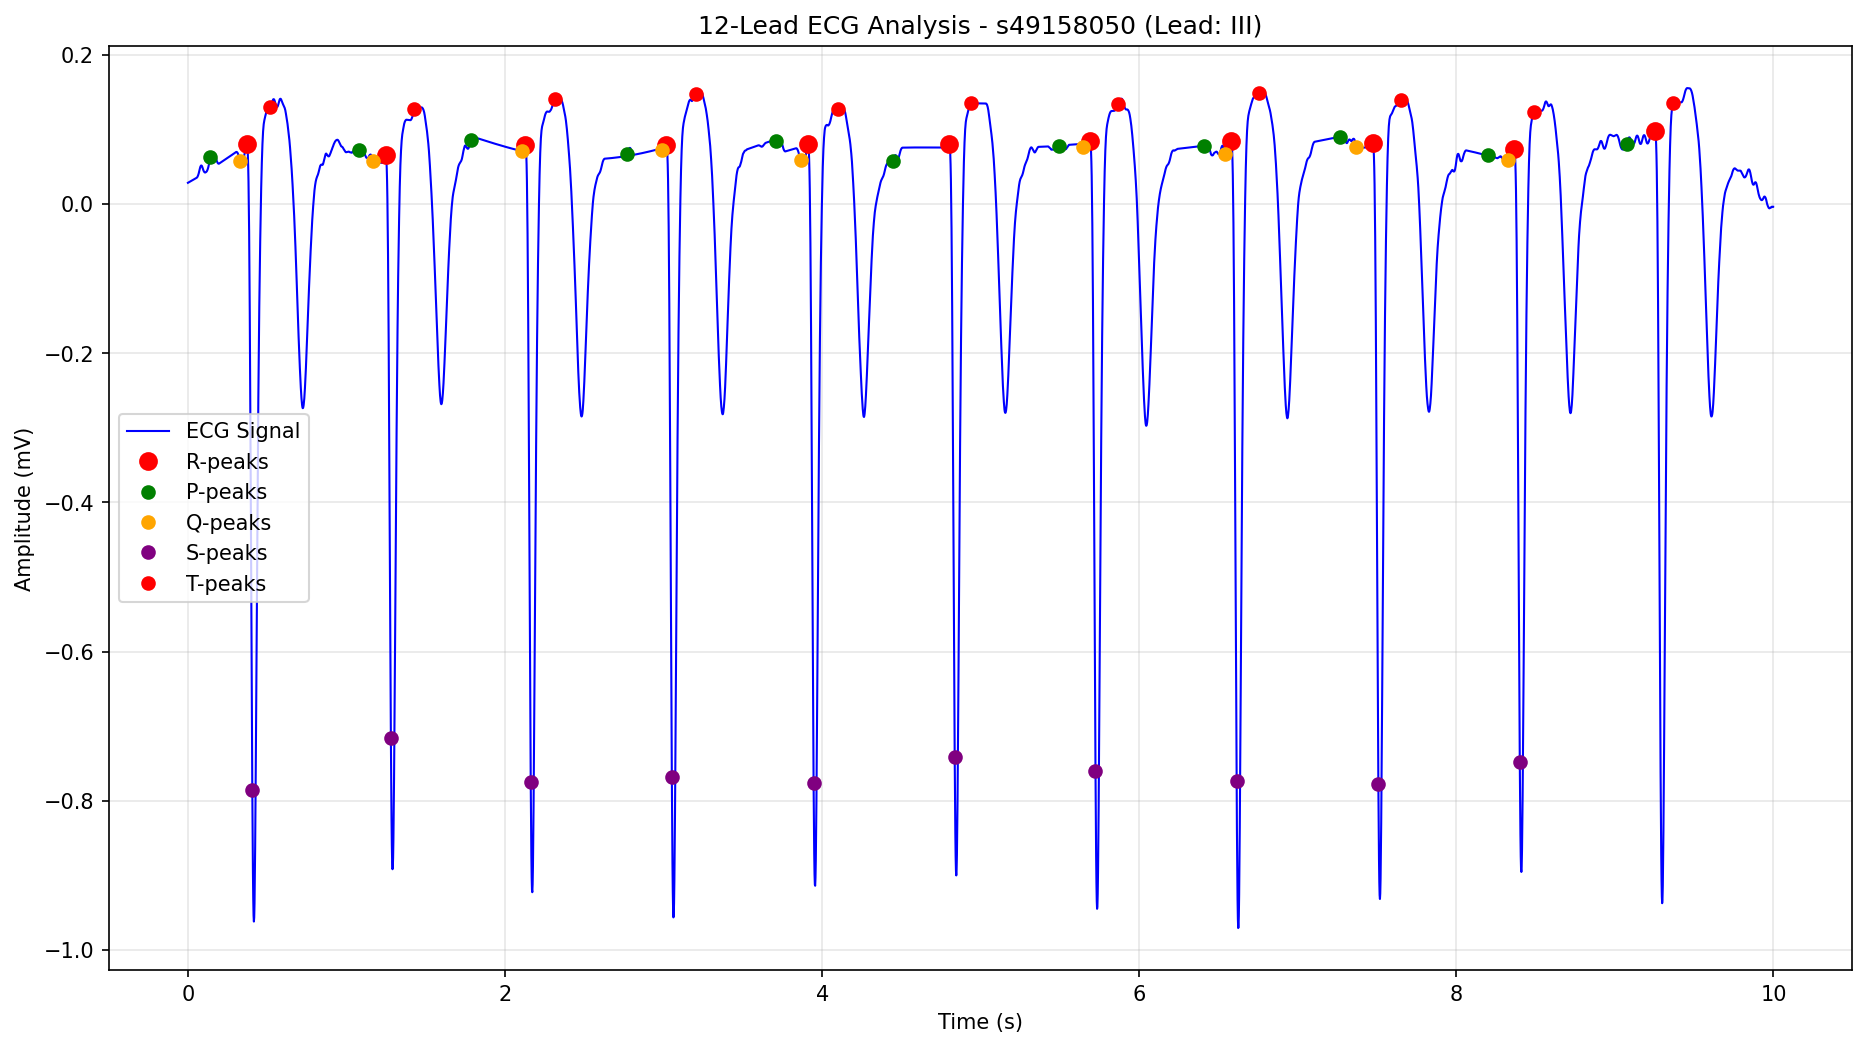 12-Lead ECG Analysis - s49158050 (Lead: III)
Amplitude (mV)
0.2
0.0
−0.2
−0.4
−0.6
−0.8
−1.0
ECG Signal
R-peaks
P-peaks
Q-peaks
S-peaks
T-peaks
0 2 4 6 8 10
Time (s)